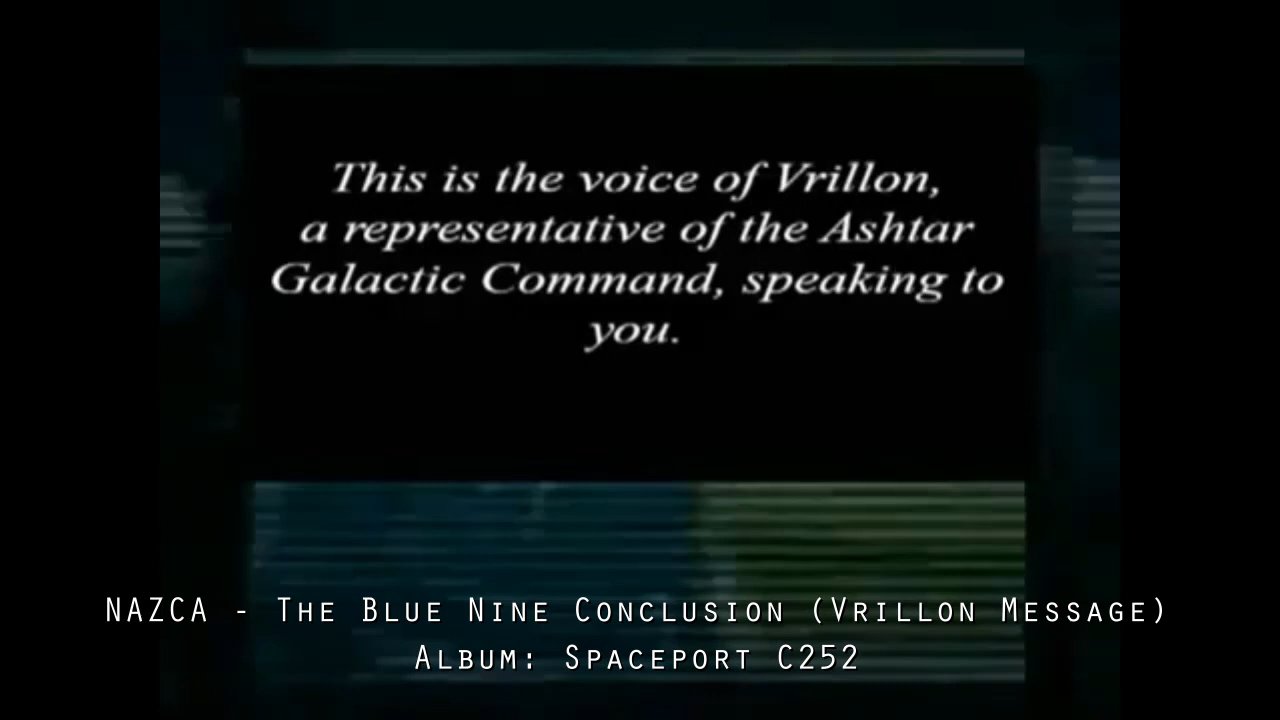 This is the voice of Vrillon,
a representative of the Ashtar
Galactic Command, speaking to
you.
NAZCA - The Blue Nine Conclusion (Vrillon Message)
Album: Spaceport C252